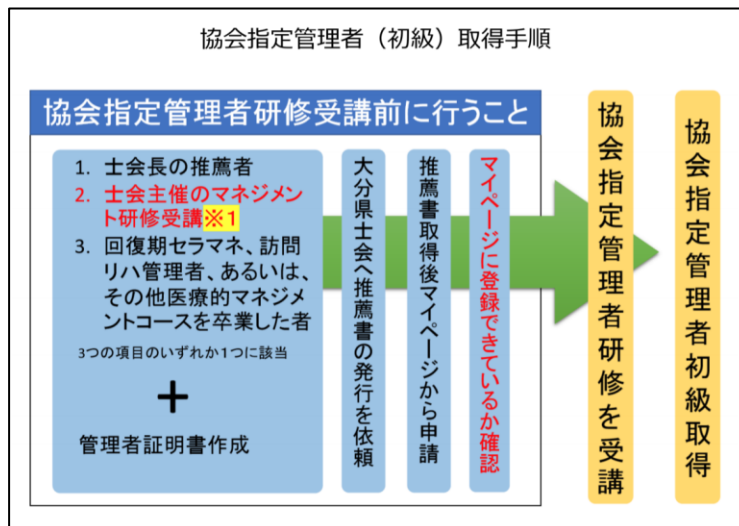 協会指定管理者（初級）取得手順
協会指定管理者研修受講前に行うこと
1. 士会長の推薦者
2. 士会主催のマネジメン
ト研修受講※1
3. 回復期セラマネ、訪問
リハ管理者、あるいは、
その他医療的マネジメ
ントコースを卒業した者
3つの項目のいずれか1つに該当
+
管理者証明書作成
大分県士会へ推薦書の発行を依頼
推薦書取得後マイページから申請
マイページに登録できているか確認
協会指定管理者研修を受講
協会指定管理者初級取得